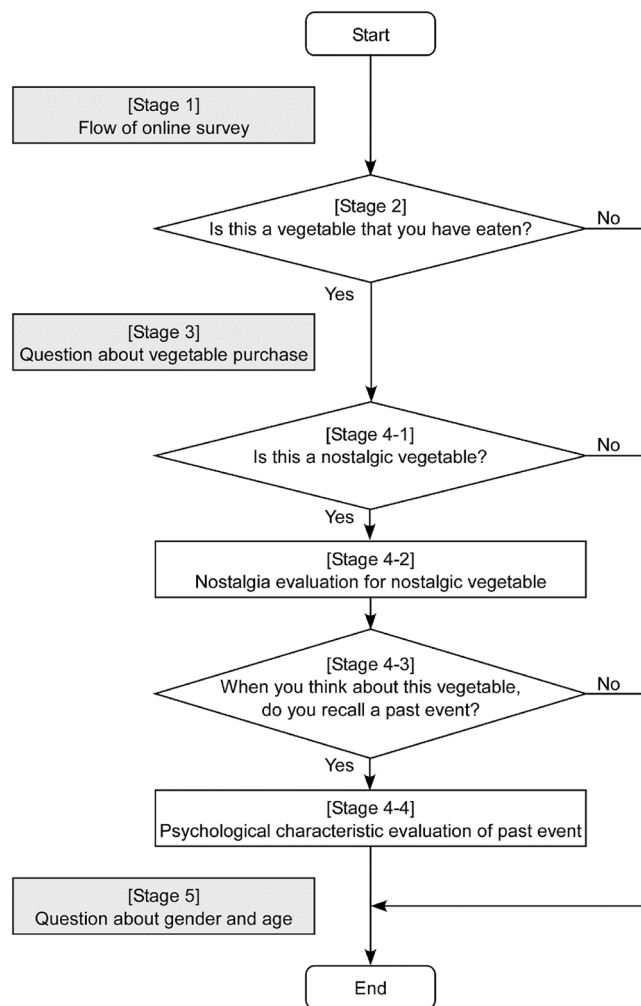 Start
[Stage 1]
Flow of online survey
[Stage 2]
Is this a vegetable that you have eaten?
No
Yes
[Stage 3]
Question about vegetable purchase
[Stage 4-1]
Is this a nostalgic vegetable?
No
Yes
[Stage 4-2]
Nostalgia evaluation for nostalgic vegetable
[Stage 4-3]
When you think about this vegetable,
do you recall a past event?
No
Yes
[Stage 4-4]
Psychological characteristic evaluation of past event
[Stage 5]
Question about gender and age
End